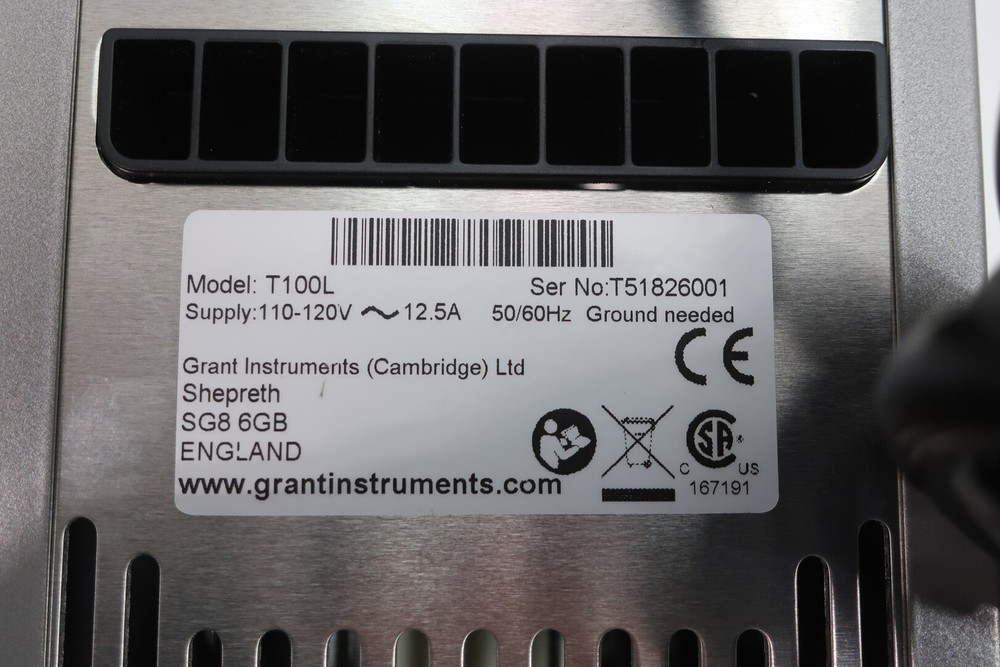 Model: T100L Ser No:T51826001
Supply:110-120V ~ 12.5A 50/60Hz Ground needed
CE
Grant Instruments (Cambridge) Ltd
Shepreth
SG8 6GB
ENGLAND
www.grantinstruments.com
SA
C US
167191